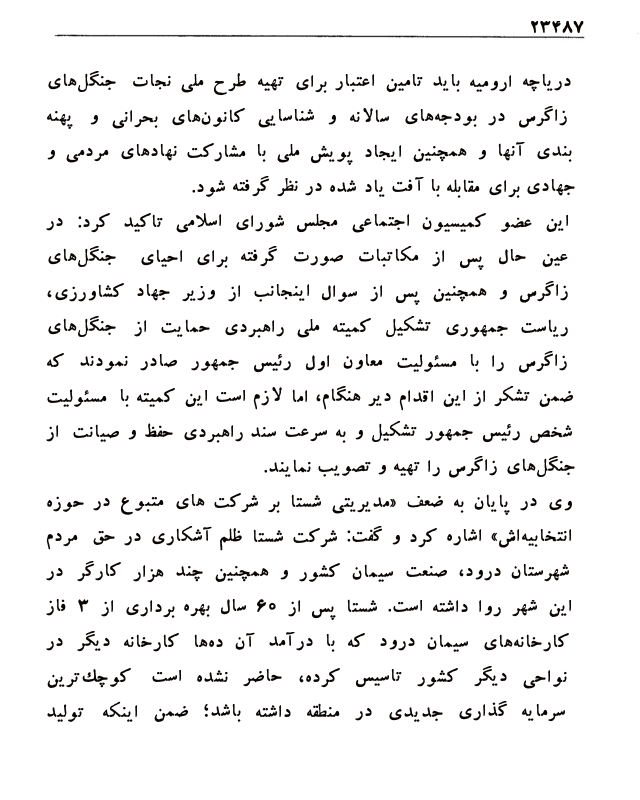 ۲۳۴۸۷
دریاچه ارومیه باید تامین اعتبار برای تهیه طرح ملی نجات جنگل‌های
زاگرس در بودجه‌های سالانه و شناسایی کانون‌های بحرانی و پهنه
بندی آنها و همچنین ایجاد پویش ملی با مشارکت نهادهای مردمی و
جهادی برای مقابله با آفت یاد شده در نظر گرفته شود.
این عضو کمیسیون اجتماعی مجلس شورای اسلامی تاکید کرد: در
عین حال پس از مکاتبات صورت گرفته برای احیای جنگل‌های
زاگرس و همچنین پس از سوال اینجانب از وزیر جهاد کشاورزی،
ریاست جمهوری تشکیل کمیته ملی راهبردی حمایت از جنگل‌های
زاگرس را با مسئولیت معاون اول رئیس جمهور صادر نمودند که
ضمن تشکر از این اقدام دیر هنگام، اما لازم است این کمیته با مسئولیت
شخص رئیس جمهور تشکیل و به سرعت سند راهبردی حفظ و صیانت از
جنگل‌های زاگرس را تهیه و تصویب نمایند.
وی در پایان به ضعف «مدیریتی شستا بر شرکت های متبوع در حوزه
انتخابیه‌اش» اشاره کرد و گفت: شرکت شستا ظلم آشکاری در حق مردم
شهرستان درود، صنعت سیمان کشور و همچنین چند هزار کارگر در
این شهر روا داشته است. شستا پس از ۶۰ سال بهره برداری از ۳ فاز
کارخانه‌های سیمان درود که با درآمد آن ده‌ها کارخانه دیگر در
نواحی دیگر کشور تاسیس کرده، حاضر نشده است کوچك‌ترین
سرمایه گذاری جدیدی در منطقه داشته باشد؛ ضمن اینکه تولید